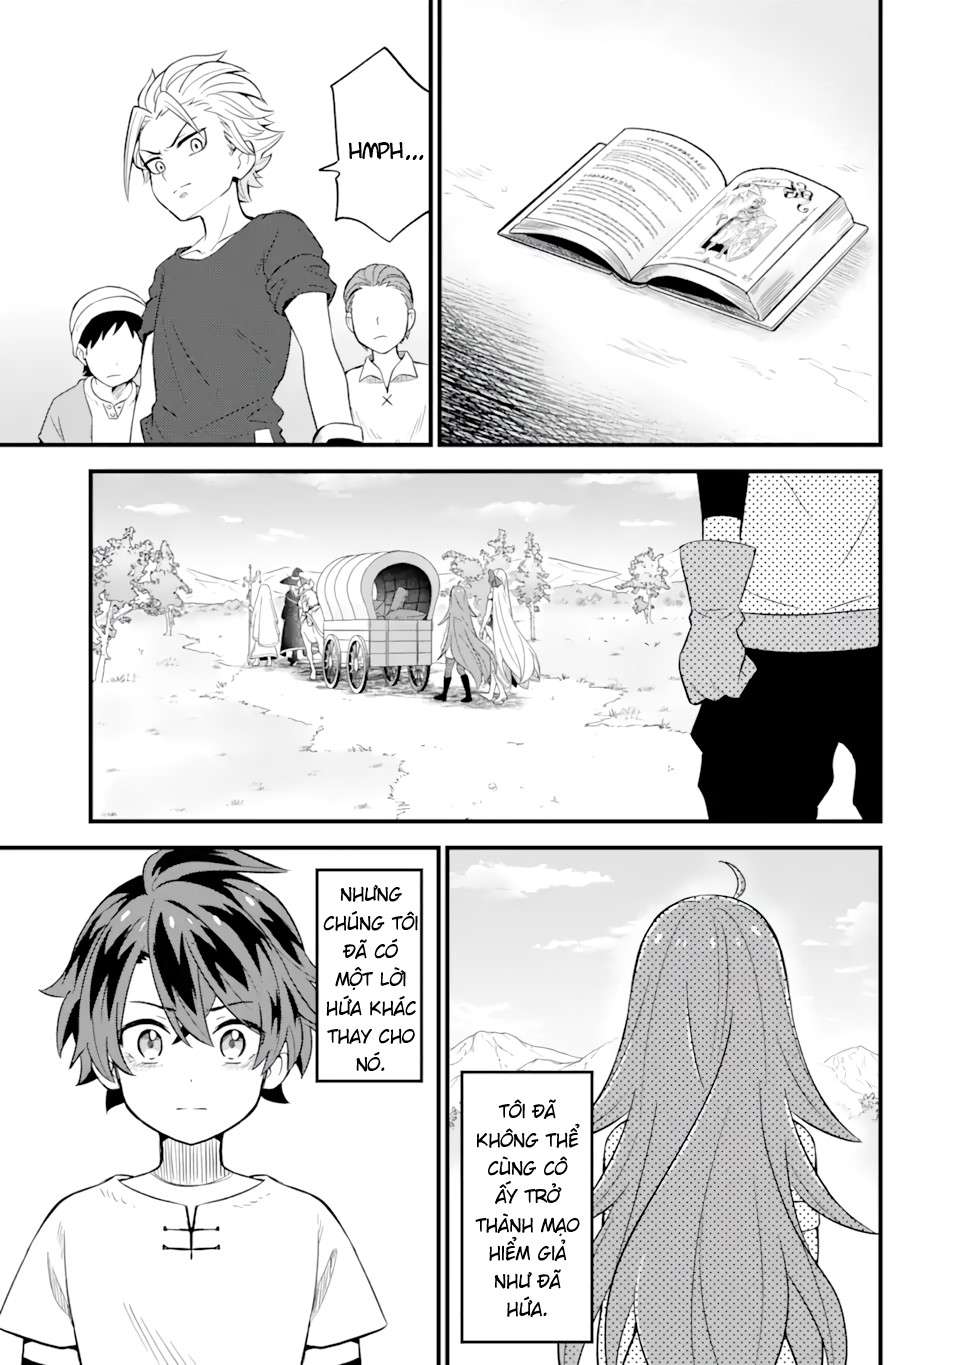 HMPH...
TÔI ĐÃ
KHÔNG THỂ
CÙNG CÔ
ẤY TRỞ
THÀNH MẠO
HIỂM GIẢ
NHƯ ĐÃ
HỨA.
NHƯNG
CHÚNG TÔI
ĐÃ CÓ
MỘT LỜI
HỨA KHÁC
THAY CHO
NÓ.